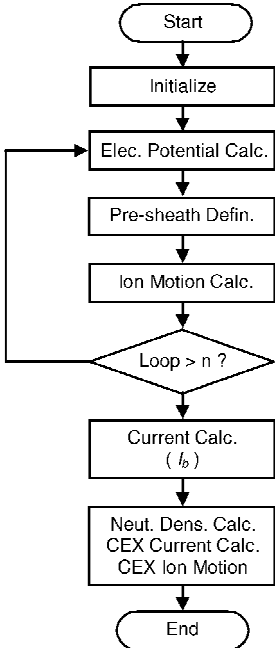 Start
Initialize
Elec. Potential Calc.
Pre-sheath Defin.
Ion Motion Calc.
Loop > n ?
Current Calc.
( I_b )
Neut. Dens. Calc.
CEX Current Calc.
CEX Ion Motion
End